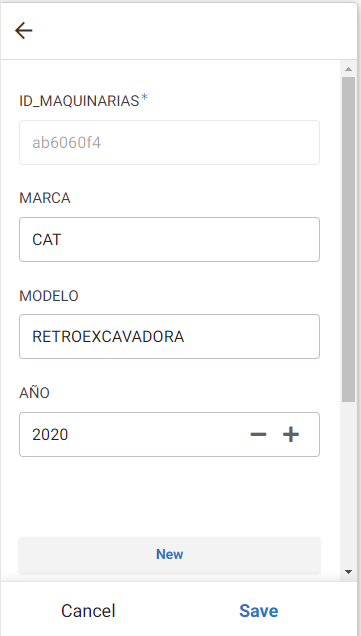 ID_MAQUINARIAS*
ab6060f4
MARCA
CAT
MODELO
RETROEXCAVADORA
AÑO
2020
New
Cancel Save